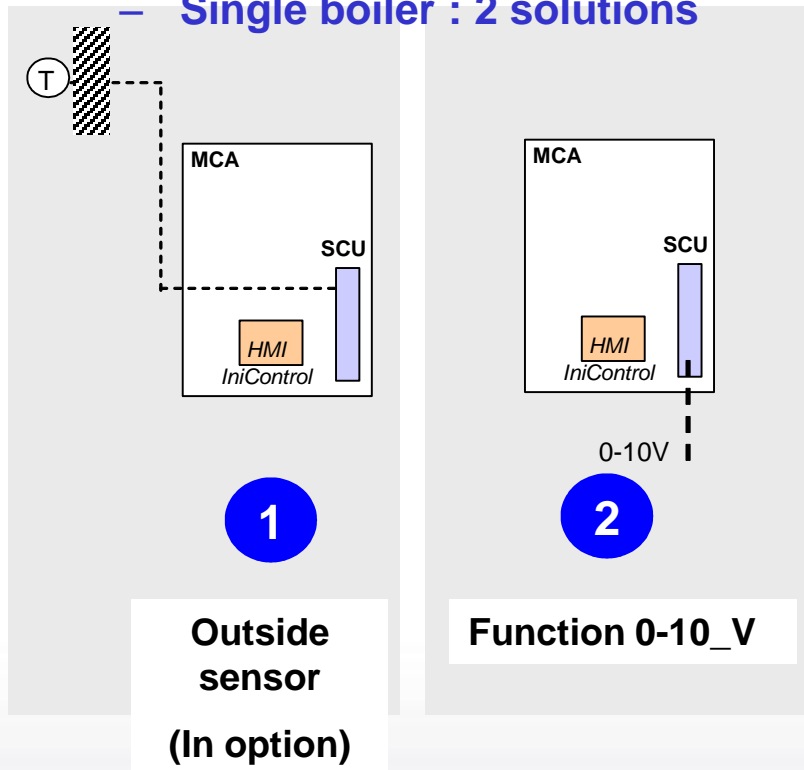 – Single boiler : 2 solutions
T
MCA
SCU
HMI
IniControl
1
Outside
sensor
(In option)
MCA
SCU
HMI
IniControl
0-10V
2
Function 0-10_V